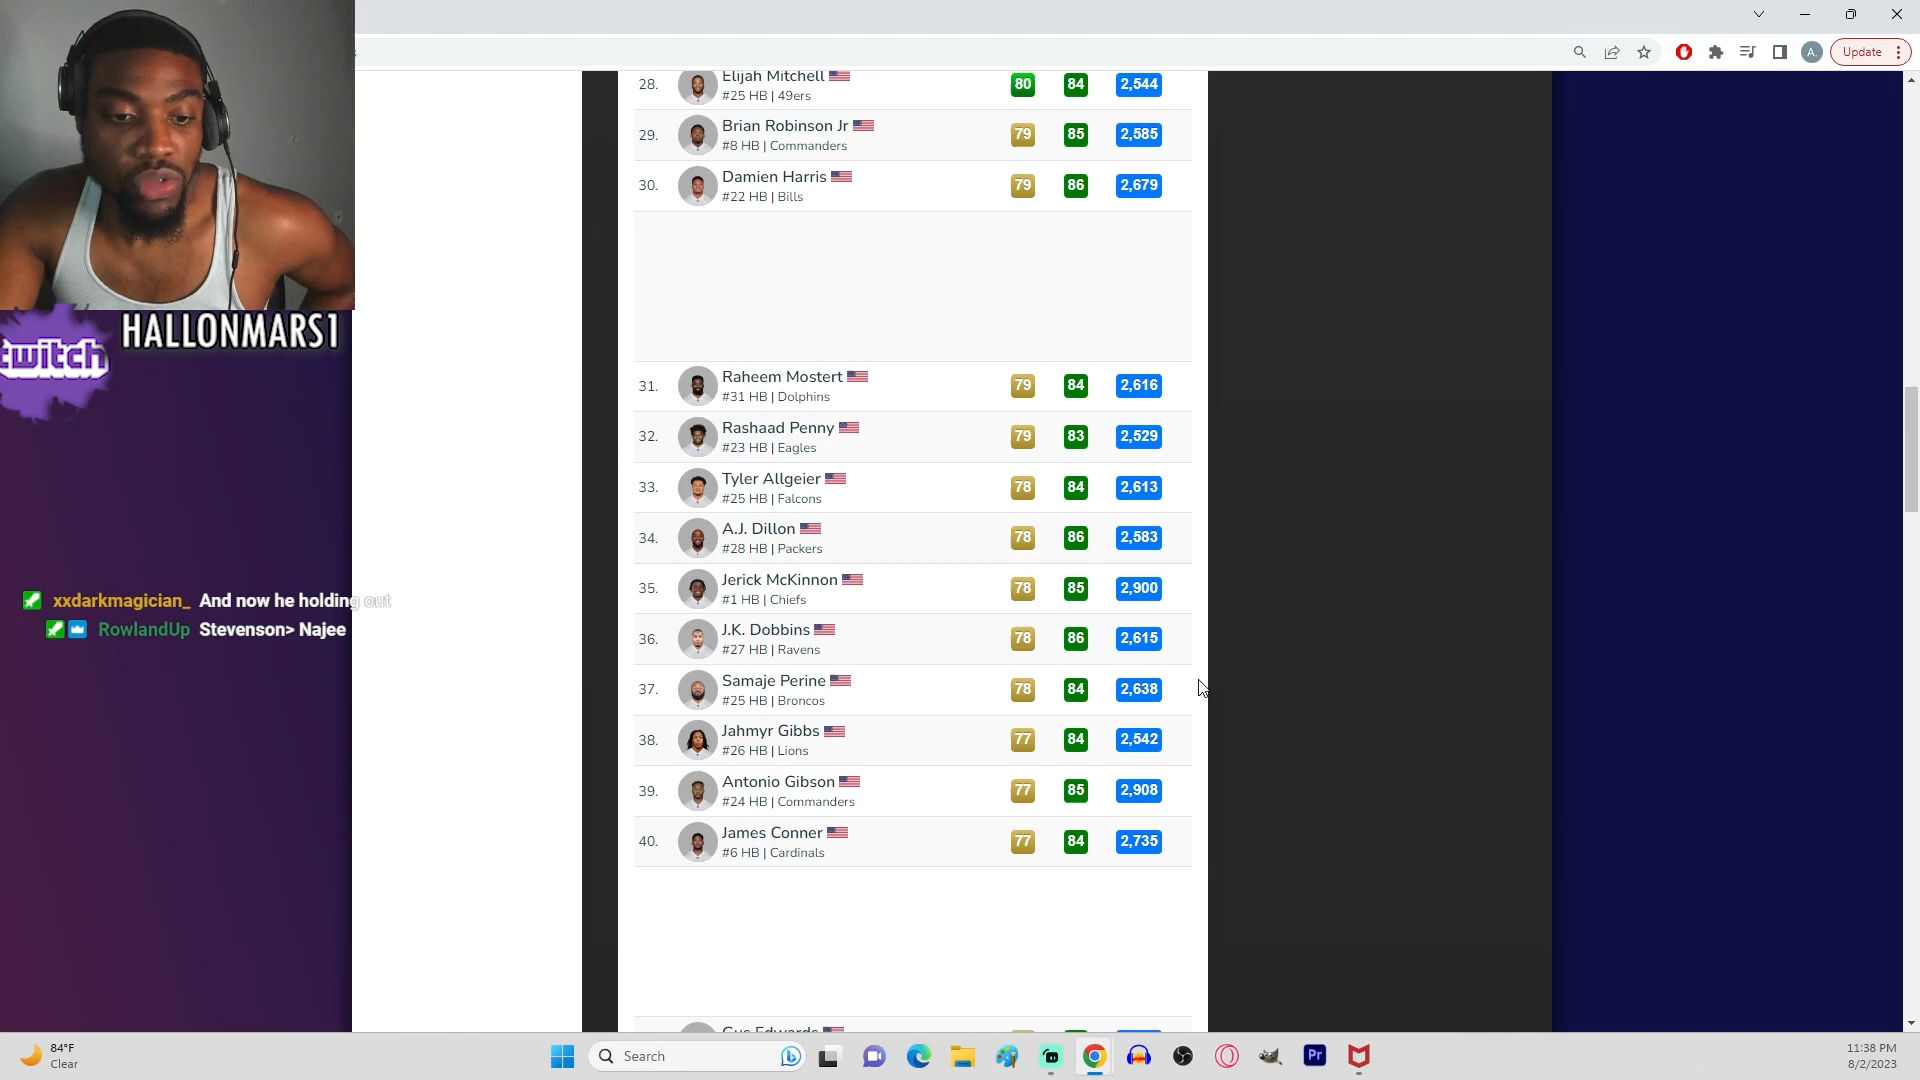 A.
Update
28.
Elijah Mitchell
#25 HB | 49ers
80
84
2,544
29.
Brian Robinson Jr
#8 HB | Commanders
79
85
2,585
30.
Damien Harris
#22 HB | Bills
79
86
2,679
twitch
HALLONMARS1
31.
Raheem Mostert
#31 HB | Dolphins
79
84
2,616
32.
Rashaad Penny
#23 HB | Eagles
79
83
2,529
33.
Tyler Allgeier
#25 HB | Falcons
78
84
2,613
34.
A.J. Dillon
#28 HB | Packers
78
86
2,583
35.
Jerick McKinnon
#1 HB | Chiefs
78
85
2,900
xxdarkmagician_ And now he holding out
RowlandUp Stevenson> Najee
36.
J.K. Dobbins
#27 HB | Ravens
78
86
2,615
37.
Samaje Perine
#25 HB | Broncos
78
84
2,638
38.
Jahmyr Gibbs
#26 HB | Lions
77
84
2,542
39.
Antonio Gibson
#24 HB | Commanders
77
85
2,908
40.
James Conner
#6 HB | Cardinals
77
84
2,735
Gus Edwards
84°F
Clear
Search
Pr
11:38 PM
8/2/2023